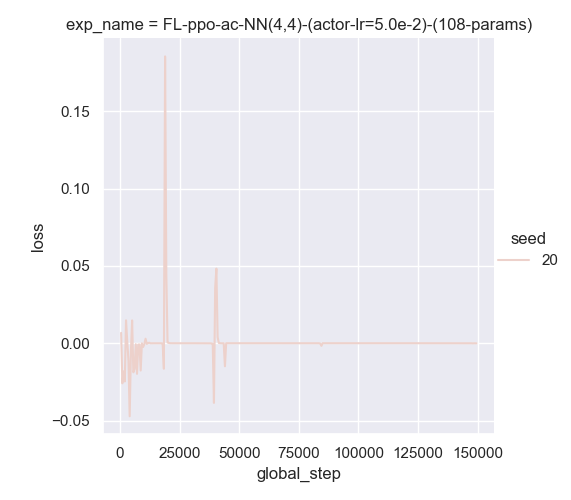 exp_name = FL-ppo-ac-NN(4,4)-(actor-lr=5.0e-2)-(108-params)
0.15
0.10
0.05
0.00
−0.05
loss
0 25000 50000 75000 100000 125000 150000
global_step
seed
20